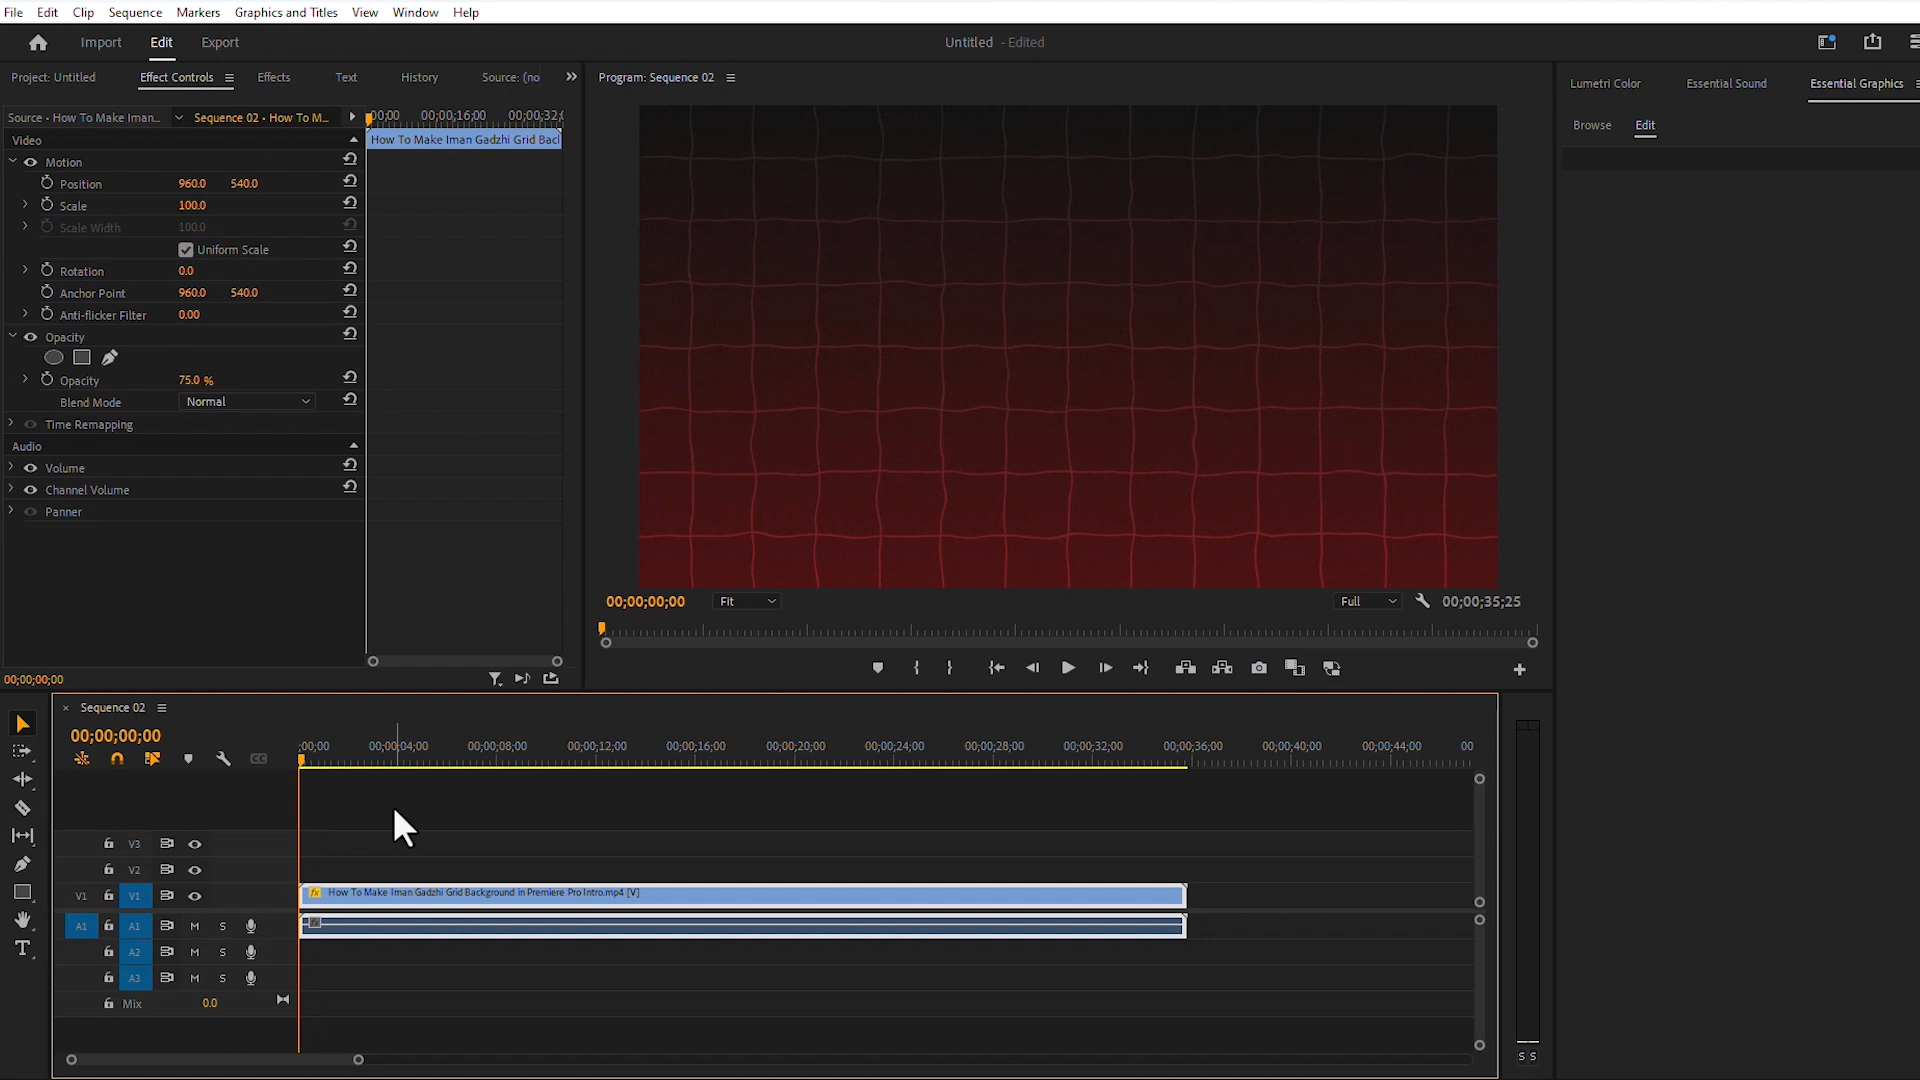 File Edit Clip Sequence Markers Graphics and Titles View Window Help
Import Edit Export Untitled - Edited
Project: Untitled Effect Controls Effects Text History Source: (no
Source • How To Make Iman... Sequence 02 • How To M...
00;00 00;00;16;00 00;00;32;
Video
How To Make Iman Gadzhi Grid Bac
Motion
Position 960.0 540.0
Scale 100.0
Scale Width 100.0
Uniform Scale
Rotation 0.0
Anchor Point 960.0 540.0
Anti-flicker Filter 0.00
Opacity
Opacity 75.0 %
Blend Mode Normal
Time Remapping
Audio
Volume
Channel Volume
Panner
00;00;00;00
Program: Sequence 02
00;00;00;00 Fit Full 00;00;35;25
Lumetri Color Essential Sound Essential Graphics
Browse Edit
Sequence 02
00;00;00;00
;00;00 00;00;04;00 00;00;08;00 00;00;12;00 00;00;16;00 00;00;20;00 00;00;24;00 00;00;28;00 00;00;32;00 00;00;36;00 00;00;40;00 00;00;44;00 00
CC
V3
V2
V1 V1 fx How To Make Iman Gadzhi Grid Background in Premiere Pro Intro.mp4 [V]
A1 A1 M S fx
A2 M S
A3 M S
Mix 0.0
S S